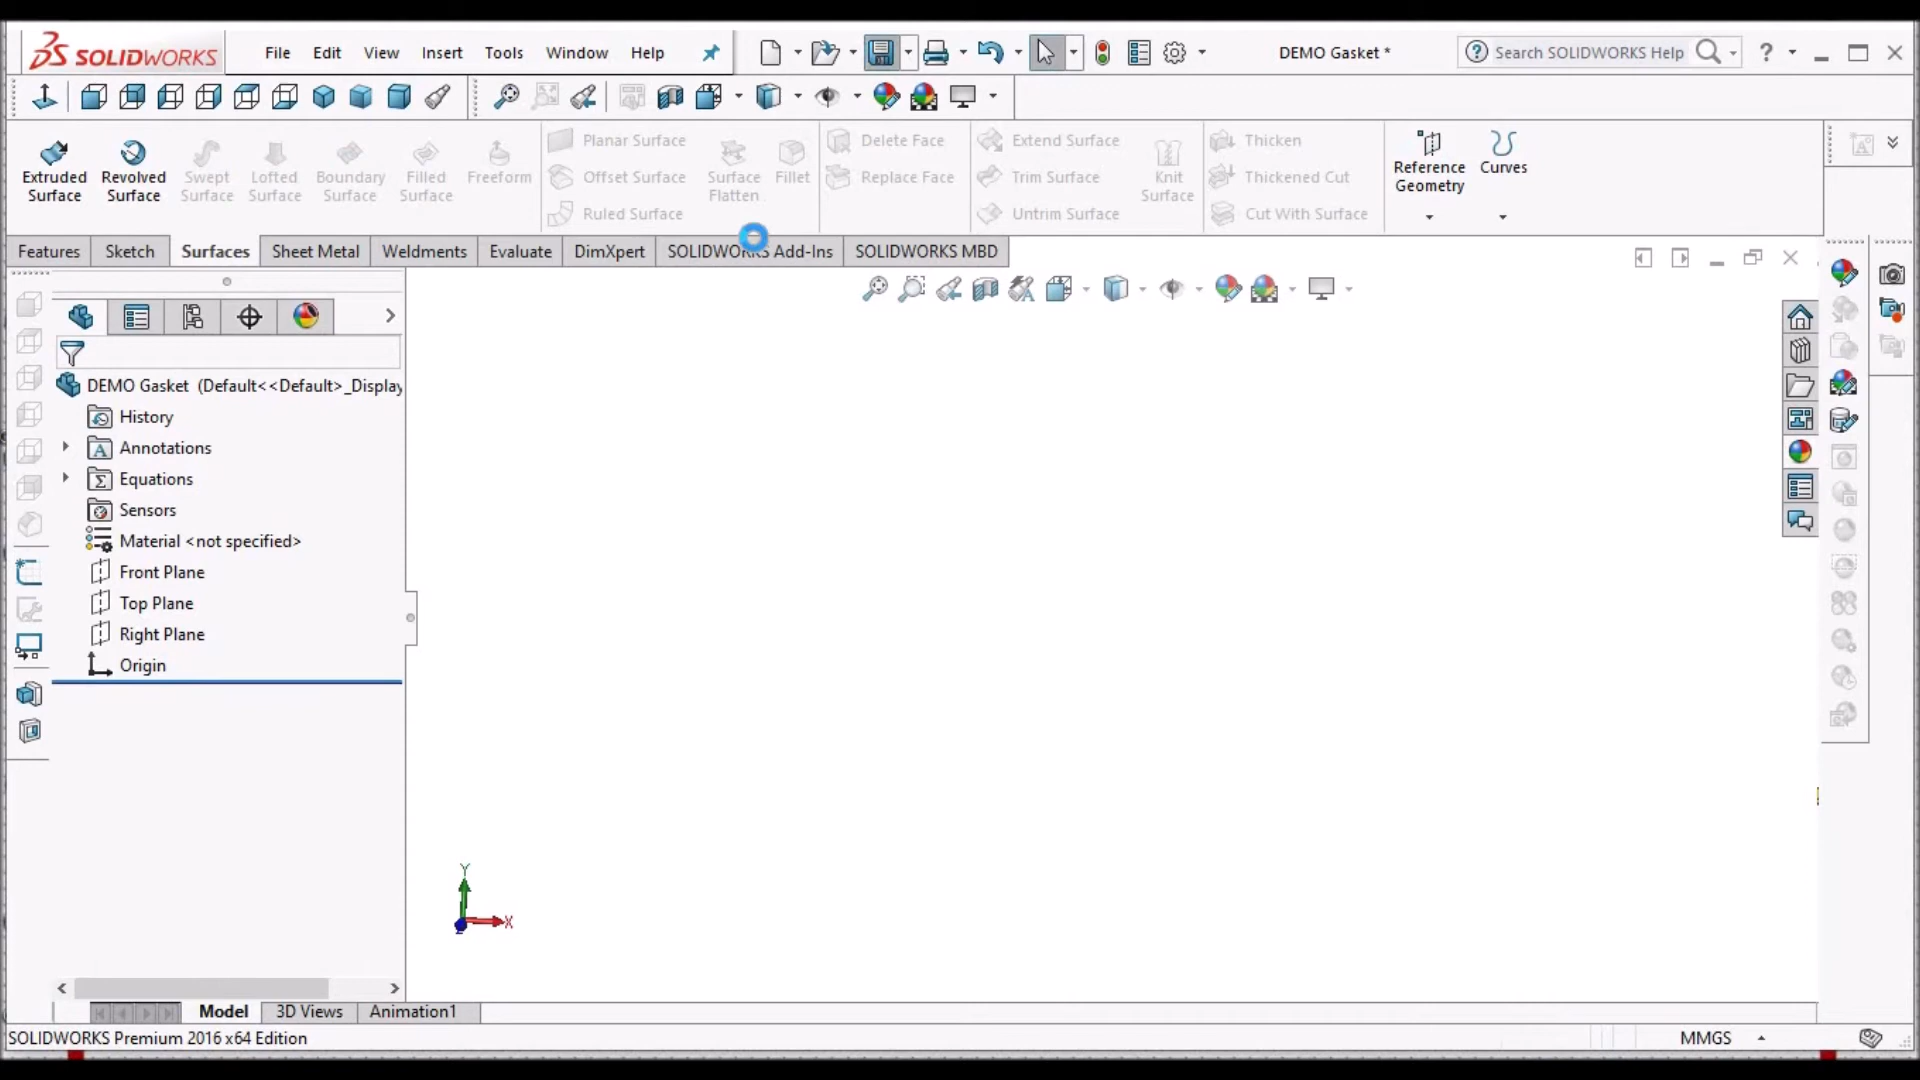 SOLIDWORKS File Edit View Insert Tools Window Help DEMO Gasket * Search SOLIDWORKS Help ?
Extruded Surface
Revolved Surface
Swept Surface
Lofted Surface
Boundary Surface
Filled Surface
Freeform
Planar Surface
Offset Surface
Ruled Surface
Surface Flatten
Fillet
Delete Face
Replace Face
Extend Surface
Trim Surface
Untrim Surface
Knit Surface
Thicken
Thickened Cut
Cut With Surface
Reference Geometry
Curves
Features Sketch Surfaces Sheet Metal Weldments Evaluate DimXpert SOLIDWORKS Add-Ins SOLIDWORKS MBD
DEMO Gasket (Default<<Default>_Display
History
Annotations
Equations
Sensors
Material <not specified>
Front Plane
Top Plane
Right Plane
Origin
Y
X
Z
Model 3D Views Animation1
SOLIDWORKS Premium 2016 x64 Edition MMGS